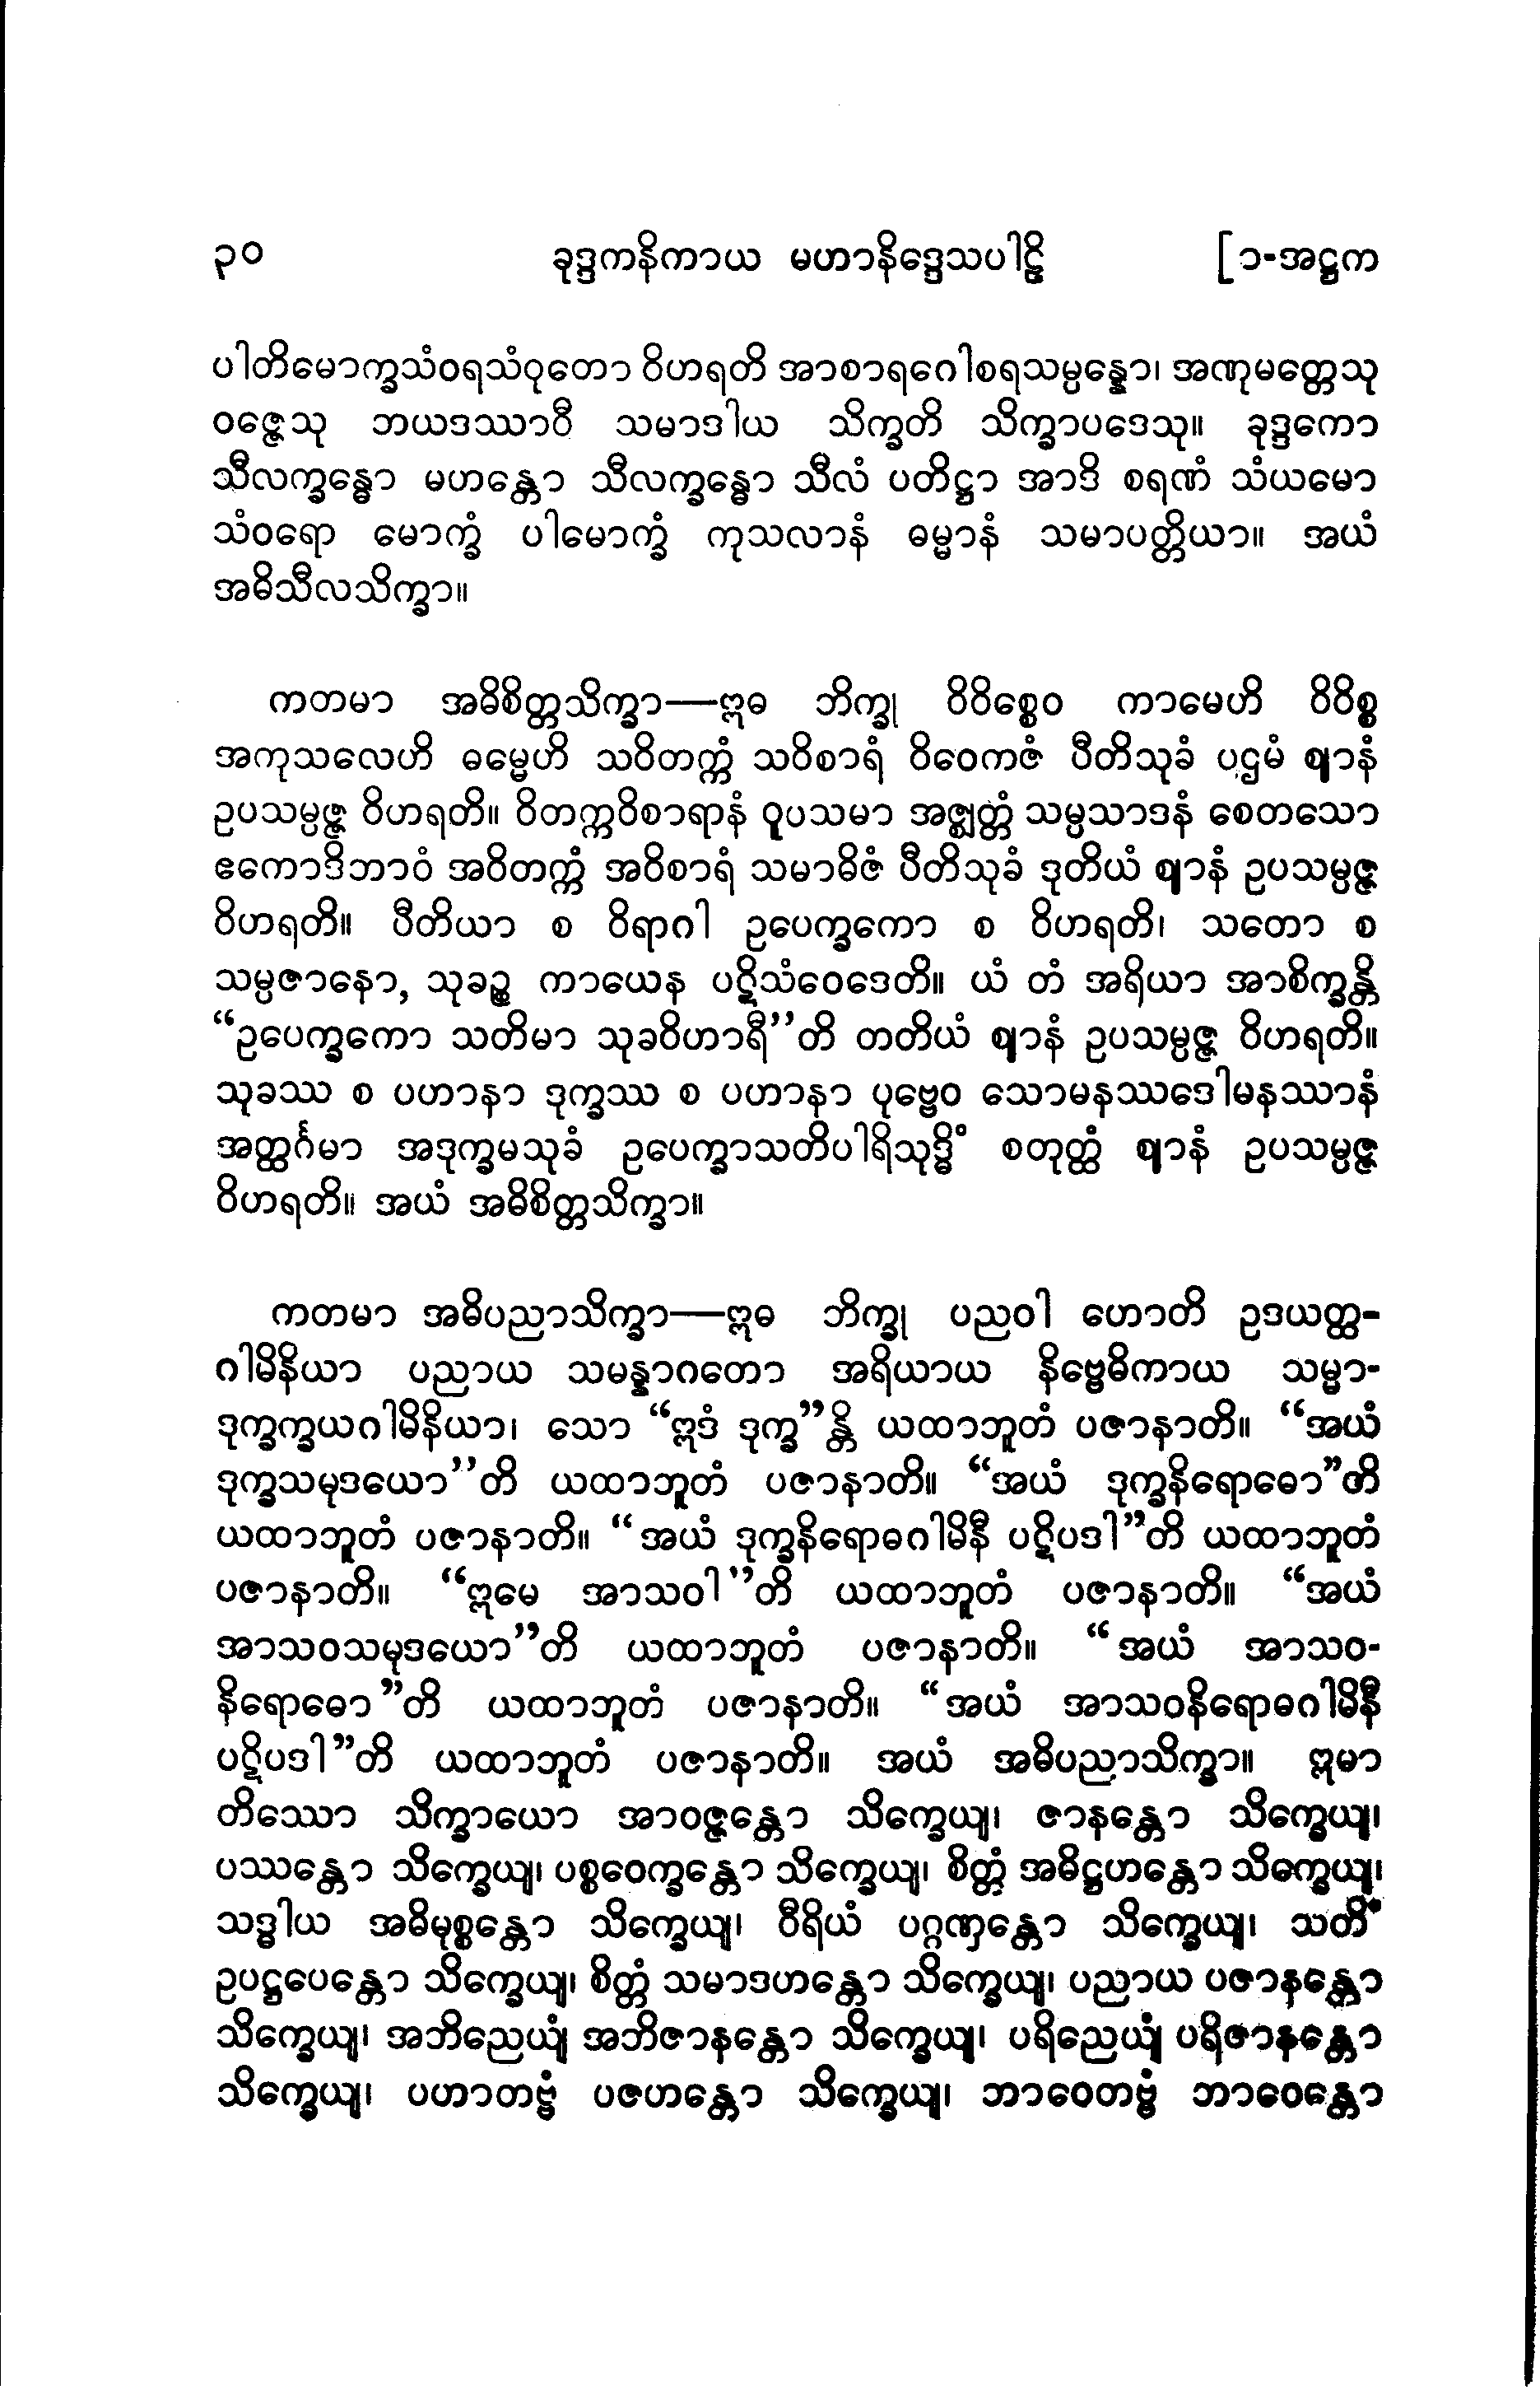 ၃၀ ခုဒ္ဒကနိကာယ မဟာနိဒ္ဒေသပါဠိ [၁-အဋ္ဌက
ပါတိမောက္ခသံဝရသံဝုတော ဝိဟရတိ အာစာရဂေါစရသမ္ပန္နော၊ အဏုမတ္တေသု
ဝဇ္ဇေသု ဘယဒဿာဝီ သမာဒါယ သိက္ခတိ သိက္ခာပဒေသု။ ခုဒ္ဒကော
သီလက္ခန္ဓော မဟန္တော သီလက္ခန္ဓော သီလံ ပတိဋ္ဌာ အာဒိ စရဏံ သံယမော
သံဝရော မောက္ခံ ပါမောက္ခံ ကုသလာနံ ဓမ္မာနံ သမာပတ္တိယာ။ အယံ
အဓိသီလသိက္ခာ။
ကတမာ အဓိစိတ္တသိက္ခာ—ဣဓ ဘိက္ခု ဝိဝိစ္စေဝ ကာမေဟိ ဝိဝိစ္စ
အကုသလေဟိ ဓမ္မေဟိ သဝိတက္ကံ သဝိစာရံ ဝိဝေကဇံ ပီတိသုခံ ပဌမံ ဈာနံ
ဥပသမ္ပဇ္ဇ ဝိဟရတိ။ ဝိတက္ကဝိစာရာနံ ဝူပသမာ အဇ္ဈတ္တံ သမ္ပသာဒနံ စေတသော
ဧကောဒိဘာဝံ အဝိတက္ကံ အဝိစာရံ သမာဓိဇံ ပီတိသုခံ ဒုတိယံ ဈာနံ ဥပသမ္ပဇ္ဇ
ဝိဟရတိ။ ပီတိယာ စ ဝိရာဂါ ဥပေက္ခကော စ ဝိဟရတိ၊ သတော စ
သမ္ပဇာနော, သုခဉ္စ ကာယေန ပဋိသံဝေဒေတိ။ ယံ တံ အရိယာ အာစိက္ခန္တိ
“ဥပေက္ခကော သတိမာ သုခဝိဟာရီ”တိ တတိယံ ဈာနံ ဥပသမ္ပဇ္ဇ ဝိဟရတိ။
သုခဿ စ ပဟာနာ ဒုက္ခဿ စ ပဟာနာ ပုဗ္ဗေဝ သောမနဿဒေါမနဿာနံ
အတ္ထင်္ဂမာ အဒုက္ခမသုခံ ဥပေက္ခာသတိပါရိသုဒ္ဓိံ စတုတ္ထံ ဈာနံ ဥပသမ္ပဇ္ဇ
ဝိဟရတိ။ အယံ အဓိစိတ္တသိက္ခာ။
ကတမာ အဓိပညာသိက္ခာ—ဣဓ ဘိက္ခု ပညဝါ ဟောတိ ဥဒယတ္ထ-
ဂါမိနိယာ ပညာယ သမန္နာဂတော အရိယာယ နိဗ္ဗေဓိကာယ သမ္မာ-
ဒုက္ခက္ခယဂါမိနိယာ၊ သော “ဣဒံ ဒုက္ခ”န္တိ ယထာဘူတံ ပဇာနာတိ။ “အယံ
ဒုက္ခသမုဒယော”တိ ယထာဘူတံ ပဇာနာတိ။ “အယံ ဒုက္ခနိရောဓော”တိ
ယထာဘူတံ ပဇာနာတိ။ “အယံ ဒုက္ခနိရောဓဂါမိနီ ပဋိပဒါ”တိ ယထာဘူတံ
ပဇာနာတိ။ “ဣမေ အာသဝါ”တိ ယထာဘူတံ ပဇာနာတိ။ “အယံ
အာသဝသမုဒယော”တိ ယထာဘူတံ ပဇာနာတိ။ “အယံ အာသဝ-
နိရောဓော”တိ ယထာဘူတံ ပဇာနာတိ။ “အယံ အာသဝနိရောဓဂါမိနီ
ပဋိပဒါ”တိ ယထာဘူတံ ပဇာနာတိ။ အယံ အဓိပညာသိက္ခာ။ ဣမာ
တိဿော သိက္ခာယော အာဝဇ္ဇန္တော သိက္ခေယျ၊ ဇာနန္တော သိက္ခေယျ၊
ပဿန္တော သိက္ခေယျ၊ ပစ္စဝေက္ခန္တော သိက္ခေယျ၊ စိတ္တံ အဓိဋ္ဌဟန္တော သိက္ခေယျ၊
သဒ္ဓါယ အဓိမုစ္စန္တော သိက္ခေယျ၊ ဝီရိယံ ပဂ္ဂဏှန္တော သိက္ခေယျ၊ သတိံ
ဥပဋ္ဌပေန္တော သိက္ခေယျ၊ စိတ္တံ သမာဒဟန္တော သိက္ခေယျ၊ ပညာယ ပဇာနန္တော
သိက္ခေယျ၊ အဘိညေယျံ အဘိဇာနန္တော သိက္ခေယျ၊ ပရိညေယျံ ပရိဇာနန္တော
သိက္ခေယျ၊ ပဟာတဗ္ဗံ ပဇဟန္တော သိက္ခေယျ၊ ဘာဝေတဗ္ဗံ ဘာဝေန္တော